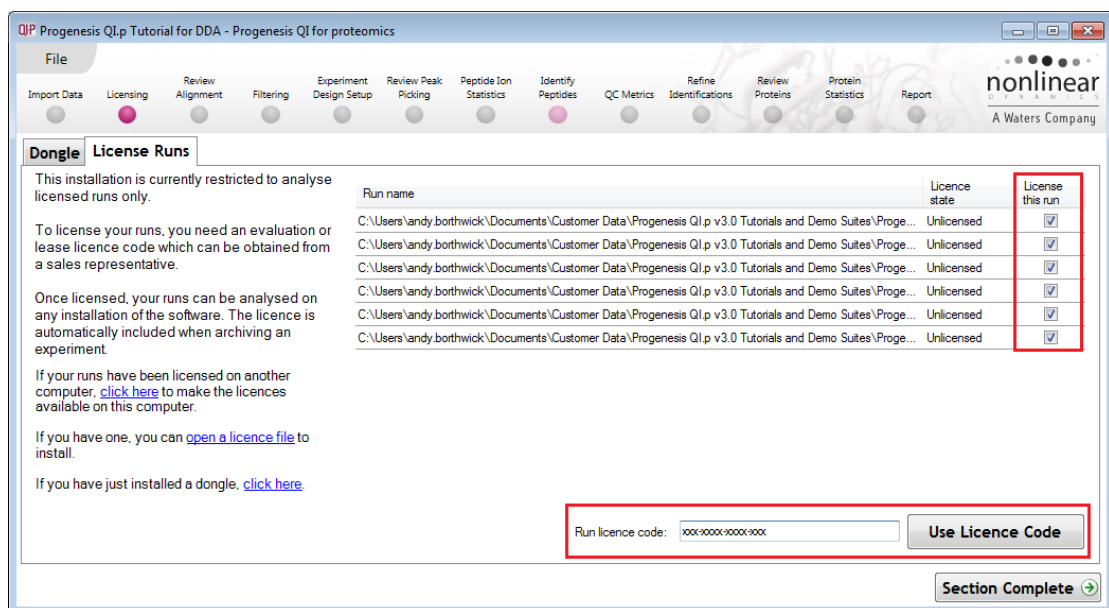 QIP Progenesis QI.p Tutorial for DDA - Progenesis QI for proteomics
File
Import Data
Licensing
Review
Alignment
Filtering
Experiment
Design Setup
Review Peak
Picking
Peptide Ion
Statistics
Identify
Peptides
QC Metrics
Refine
Identifications
Review
Proteins
Protein
Statistics
Report
nonlinear
DYNAMICS
A Waters Company
Dongle
License Runs
This installation is currently restricted to analyse
licensed runs only.
To license your runs, you need an evaluation or
lease licence code which can be obtained from
a sales representative.
Once licensed, your runs can be analysed on
any installation of the software. The licence is
automatically included when archiving an
experiment.
If your runs have been licensed on another
computer, click here to make the licences
available on this computer.
If you have one, you can open a licence file to
install.
If you have just installed a dongle, click here.
Run name
Licence
state
License
this run
C:\Users\andy.borthwick\Documents\Customer Data\Progenesis QI.p v3.0 Tutorials and Demo Suites\Proge... Unlicensed
C:\Users\andy.borthwick\Documents\Customer Data\Progenesis QI.p v3.0 Tutorials and Demo Suites\Proge... Unlicensed
C:\Users\andy.borthwick\Documents\Customer Data\Progenesis QI.p v3.0 Tutorials and Demo Suites\Proge... Unlicensed
C:\Users\andy.borthwick\Documents\Customer Data\Progenesis QI.p v3.0 Tutorials and Demo Suites\Proge... Unlicensed
C:\Users\andy.borthwick\Documents\Customer Data\Progenesis QI.p v3.0 Tutorials and Demo Suites\Proge... Unlicensed
C:\Users\andy.borthwick\Documents\Customer Data\Progenesis QI.p v3.0 Tutorials and Demo Suites\Proge... Unlicensed
Run licence code: xxx-xxxx-xxxx-xxx Use Licence Code
Section Complete